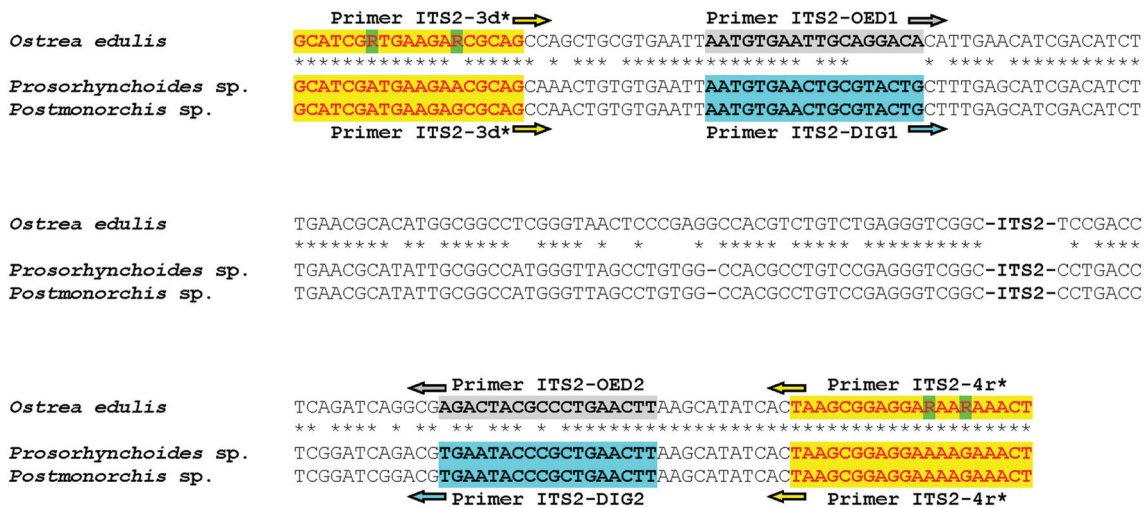 Primer ITS2-3d* Primer ITS2-OED1
Ostrea edulis GCATCGRTGAAGARCGCAGCCAGCTGCGTGAATTAATGTGAATTGCAGGACACATTGAACATCGACATCT
****** ****** ***** * *** ****** ************ *** * **** ***********
Prosorhynchoides sp. GCATCGATGAAGAACGCAGCAAACTGTGTGAATTAATGTGAACTGCGTACTGCTTTGAGCATCGACATCT
Postmonorchis sp. GCATCGATGAAGAGCGCAGCCAACTGTGTGAATTAATGTGAACTGCGTACTGCTTTGAGCATCGACATCT
Primer ITS2-3d* Primer ITS2-DIG1
Ostrea edulis TGAACGCACATGGCGGCCTCGGGTAACTCCCGAGGCCACGTCTGTCTGAGGGTCGGC-ITS2-TCCGACC
******** ** ****** **** * * * ***** **** ********** * ****
Prosorhynchoides sp. TGAACGCATATTGCGGCCATGGGTTAGCCTGTGG-CCACGCCTGTCCGAGGGTCGGC-ITS2-CCTGACC
Postmonorchis sp. TGAACGCATATTGCGGCCATGGGTTAGCCTGTGG-CCACGCCTGTCCGAGGGTCGGC-ITS2-CCTGACC
Primer ITS2-OED2 Primer ITS2-4r*
Ostrea edulis TCAGATCAGGCGAGACTACGCCCTGAACTTAAGCATATCACTAAGCGGAGGARAARAAACT
** **** * ** ** **** *** ************************************
Prosorhynchoides sp. TCGGATCAGACGTGAATACCCGCTGAACTTAAGCATATCACTAAGCGGAGGAAAAGAAACT
Postmonorchis sp. TCGGATCGGACGTGAATACCCGCTGAACTTAAGCATATCACTAAGCGGAGGAAAAGAAACT
Primer ITS2-DIG2 Primer ITS2-4r*